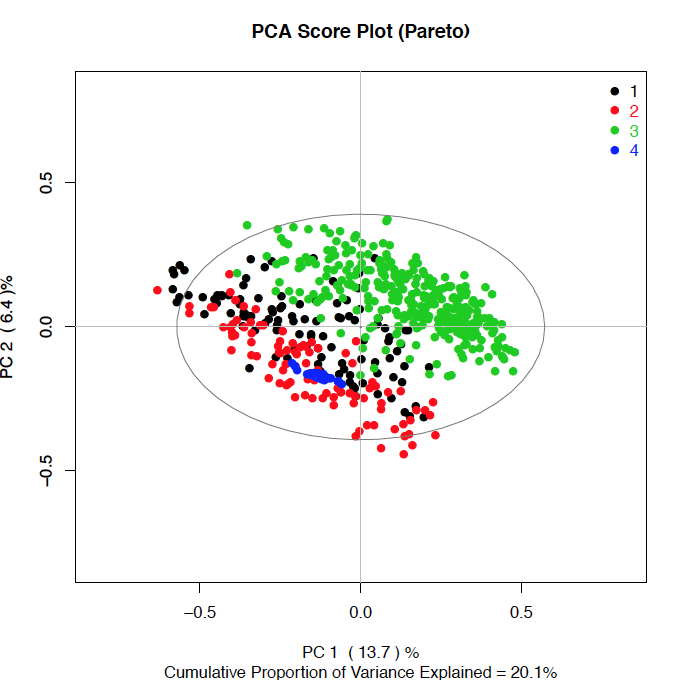 PCA Score Plot (Pareto)
1
2
3
4
PC 2 ( 6.4 )%
0.5
0.0
−0.5
−0.5
0.0
0.5
PC 1 ( 13.7 ) %
Cumulative Proportion of Variance Explained = 20.1%